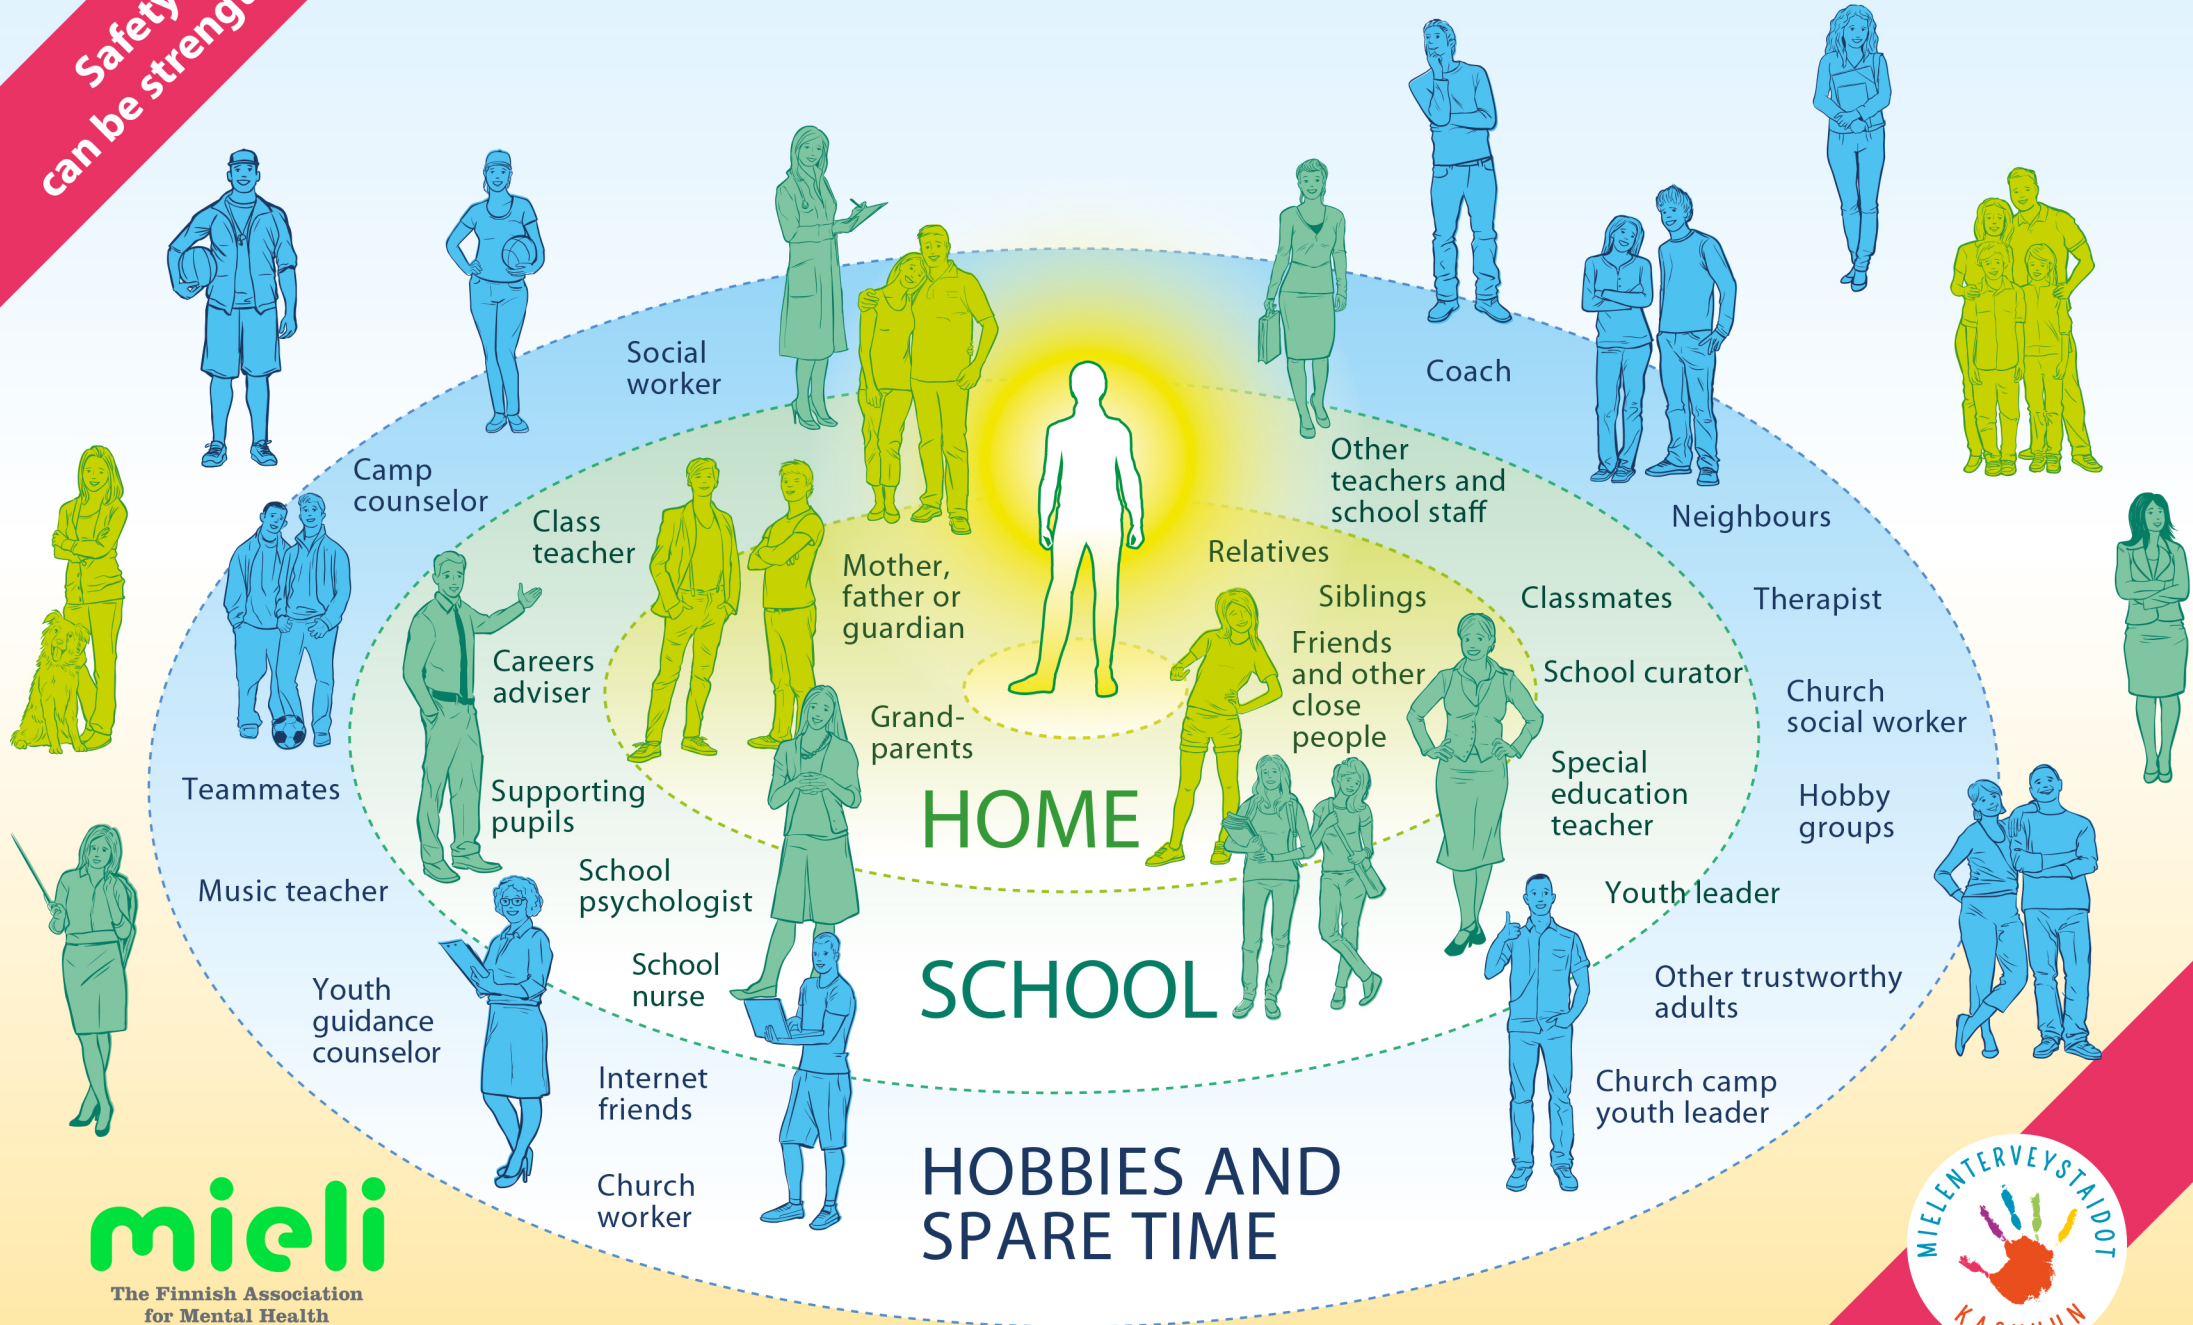 Safety
can be streng
Social
worker
Coach
Camp
counselor
Class
teacher
Other
teachers and
school staff
Neighbours
Mother,
father or
guardian
Relatives
Siblings
Classmates
Therapist
Careers
adviser
Friends
and other
close
people
School curator
Church
social worker
Grand-
parents
Teammates
Supporting
pupils
HOME
Special
education
teacher
Hobby
groups
Music teacher
School
psychologist
Youth leader
School
nurse
SCHOOL
Other trustworthy
adults
Youth
guidance
counselor
Internet
friends
Church camp
youth leader
Church
worker
HOBBIES AND
SPARE TIME
mieli
The Finnish Association
for Mental Health
MIELENTERVEYSTAIDOT